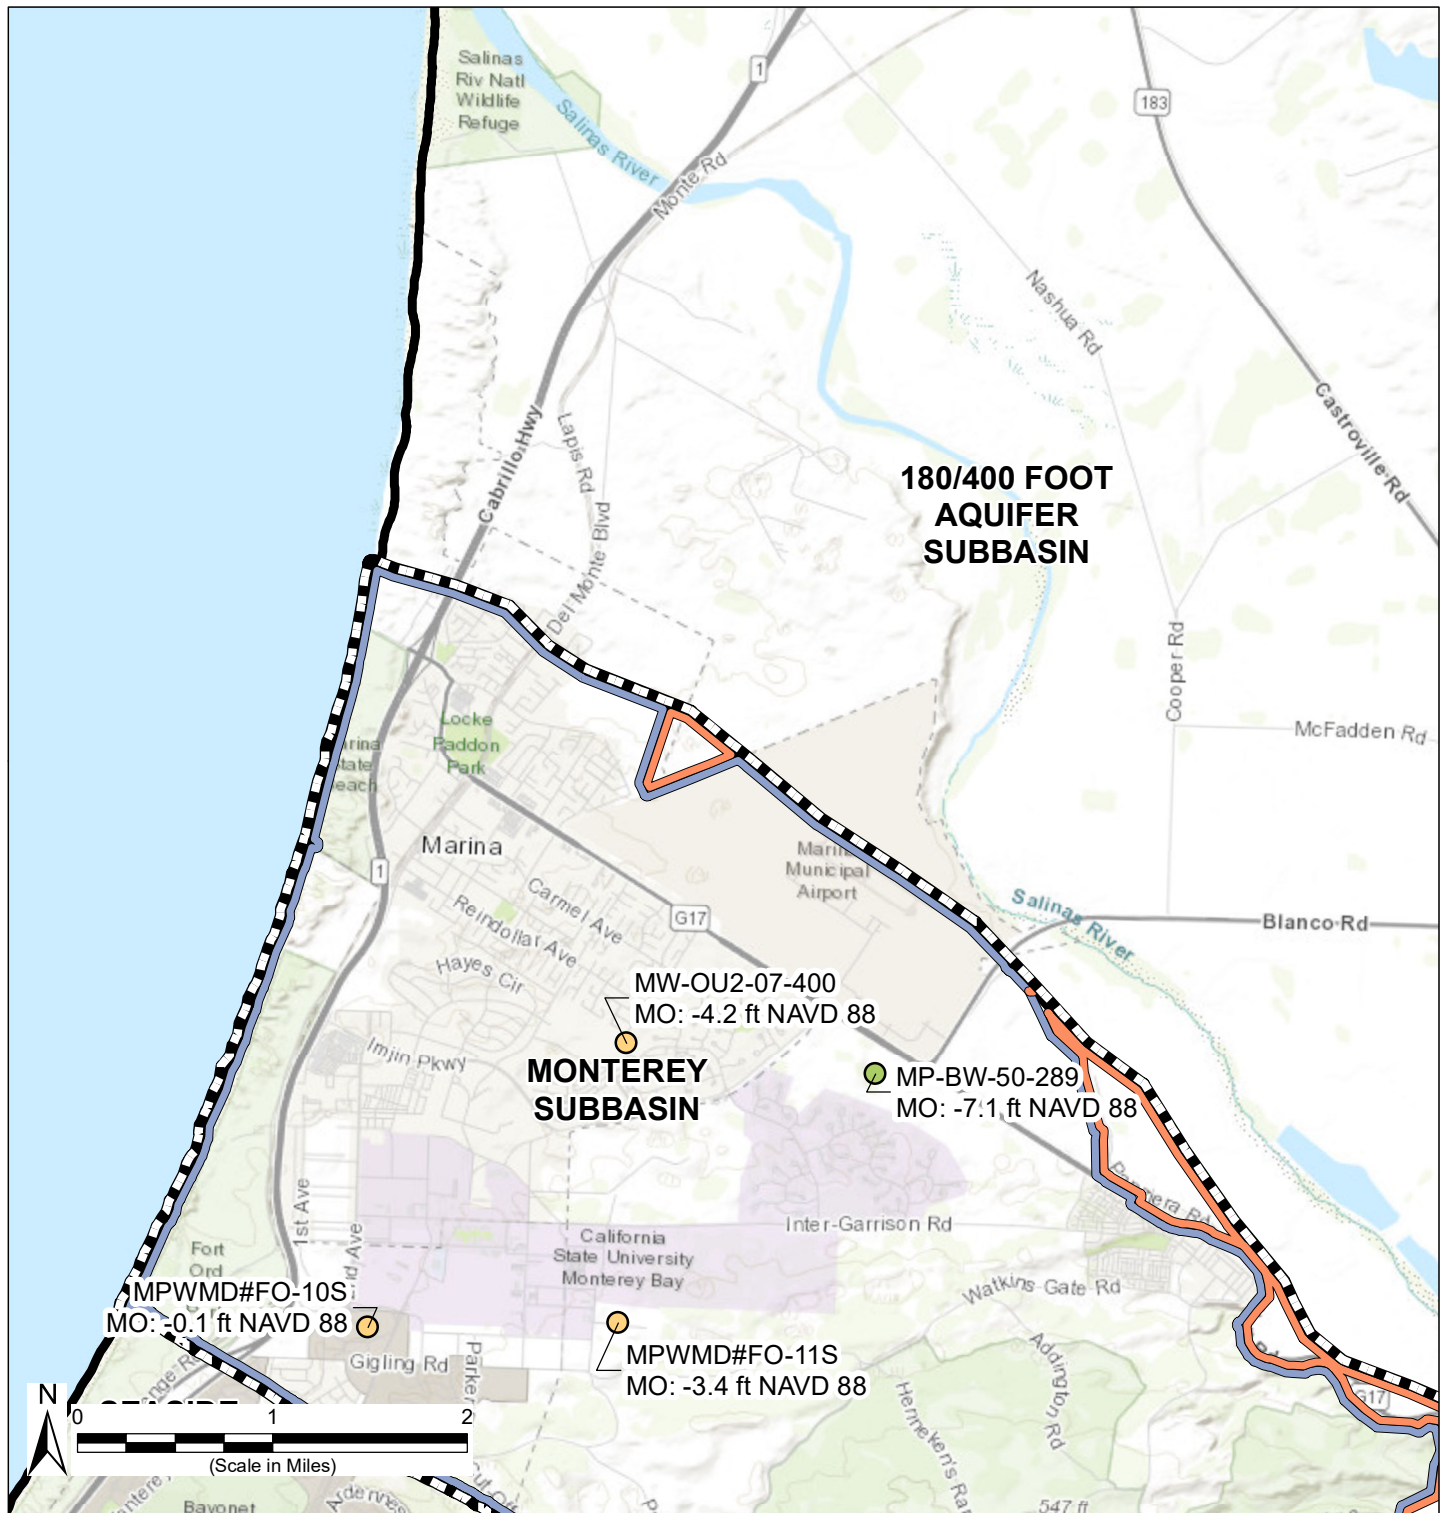 Salinas
Riv Natl
Wildlife
Refuge
1
183
Salinas River
Monte Rd
Nashua Rd
Castroville Rd
Cabrillo Hwy
Lapis Rd
Del Monte Blvd
180/400 FOOT
AQUIFER
SUBBASIN
Cooper Rd
McFadden Rd
Locke
Paddon
Park
Marina
Marina
Municipal
Airport
1
Carmel Ave
Reindollar Ave
Hayes Cir
G17
Salinas River
Blanco Rd
MW-OU2-07-400
MO: -4.2 ft NAVD 88
Imjin Pkwy
MONTEREY
SUBBASIN
MP-BW-50-289
MO: -7.1 ft NAVD 88
1st Ave
Inter-Garrison Rd
California
State University
Monterey Bay
Watkins Gate Rd
Fort
Ord
MPWMD#FO-10S
MO: -0.1 ft NAVD 88
Gigling Rd
MPWMD#FO-11S
MO: -3.4 ft NAVD 88
Addington Rd
G17
N
0 1 2
(Scale in Miles)
Bayonet
547 ft